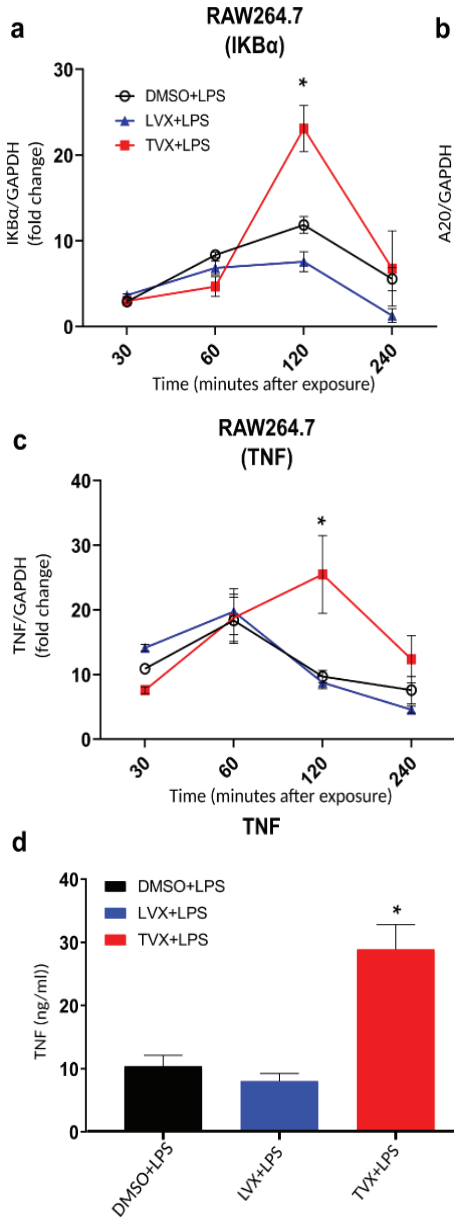 a
RAW264.7
(IKBα)
b
30
20
10
0
IKBα/GAPDH
(fold change)
DMSO+LPS
LVX+LPS
TVX+LPS
*
30
60
120
240
Time (minutes after exposure)
A20/GAPDH
c
RAW264.7
(TNF)
40
30
20
10
0
TNF/GAPDH
(fold change)
*
30
60
120
240
Time (minutes after exposure)
d
TNF
40
30
20
10
0
TNF (ng/ml))
DMSO+LPS
LVX+LPS
TVX+LPS
*
DMSO+LPS
LVX+LPS
TVX+LPS